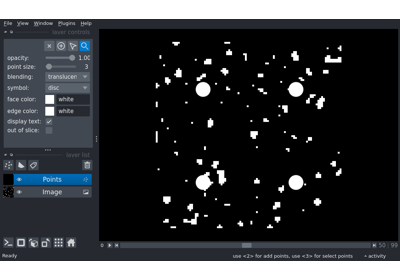 File View Window Plugins Help
layer controls
opacity: 1.00
point size: 3
blending: translucen
symbol: disc
face color: white
edge color: white
display text:
out of slice:
layer list
Points
Image
0 50 99
Ready use <2> for add points, use <3> for select points activity